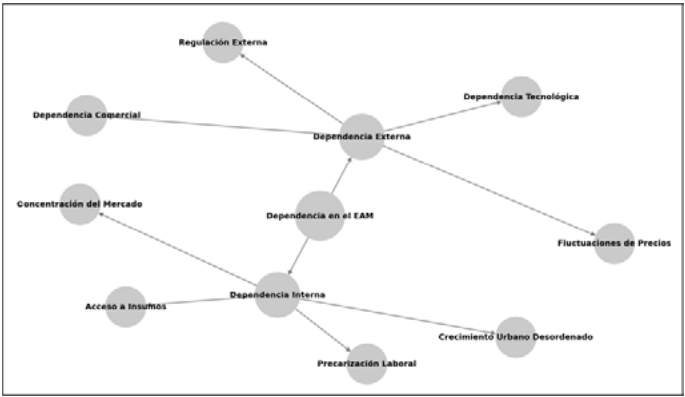 Regulación Externa
Dependencia Tecnológica
Dependencia Comercial
Dependencia Externa
Concentración del Mercado
Dependencia en el EAM
Fluctuaciones de Precios
Dependencia Interna
Acceso a Insumos
Crecimiento Urbano Desordenado
Precarización Laboral